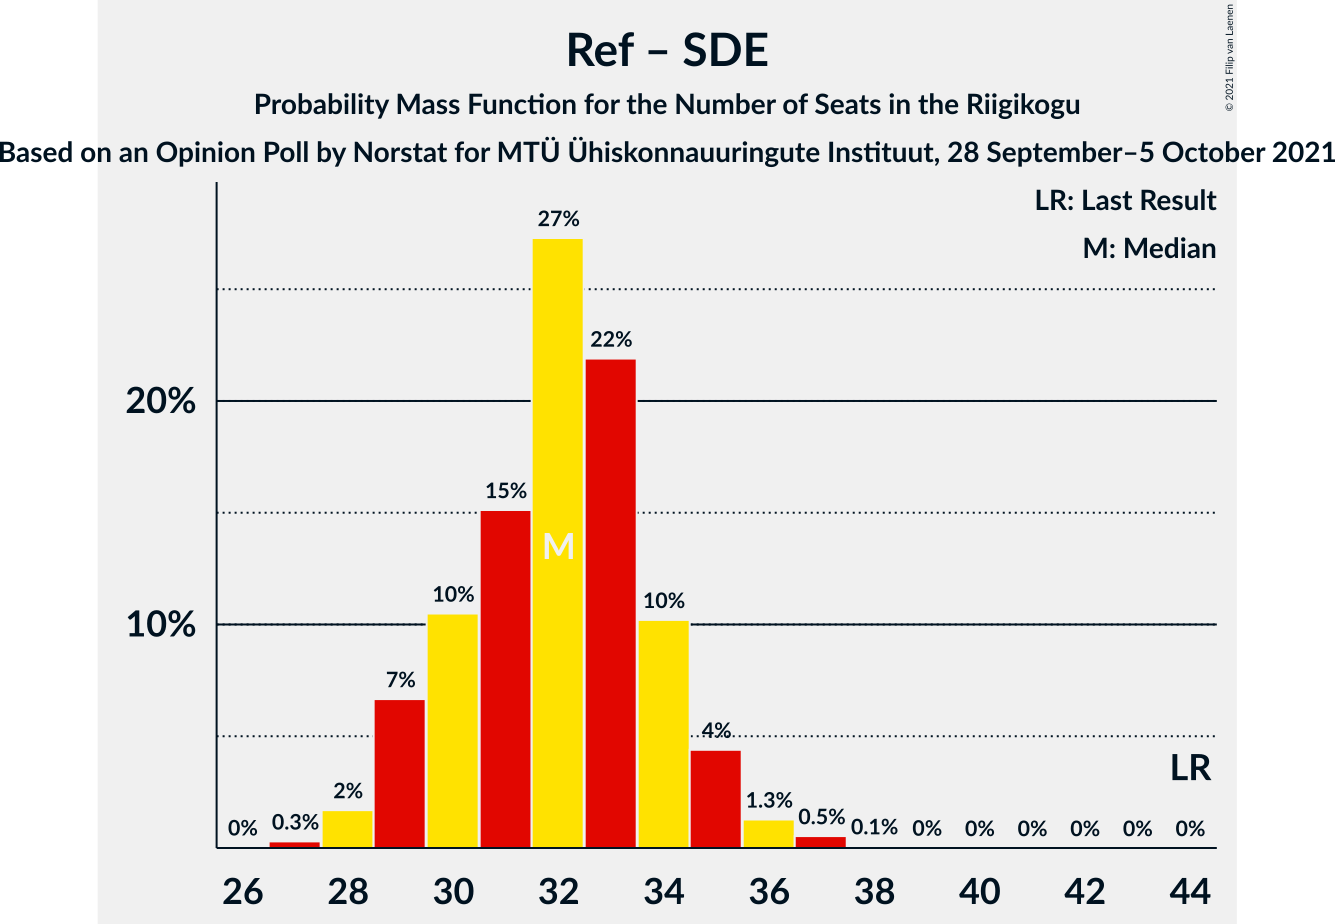 Ref – SDE
Probability Mass Function for the Number of Seats in the Riigikogu
Based on an Opinion Poll by Norstat for MTÜ Ühiskonnauuringute Instituut, 28 September–5 October 2021
© 2021 Filip van Laenen
LR: Last Result
M: Median
27%
22%
20%
15%
M
10%
10%
10%
7%
4%
LR
2%
1.3%
0.5%
0.3%
0%
0.1%
0%
0%
0%
0%
0%
0%
26 28 30 32 34 36 38 40 42 44